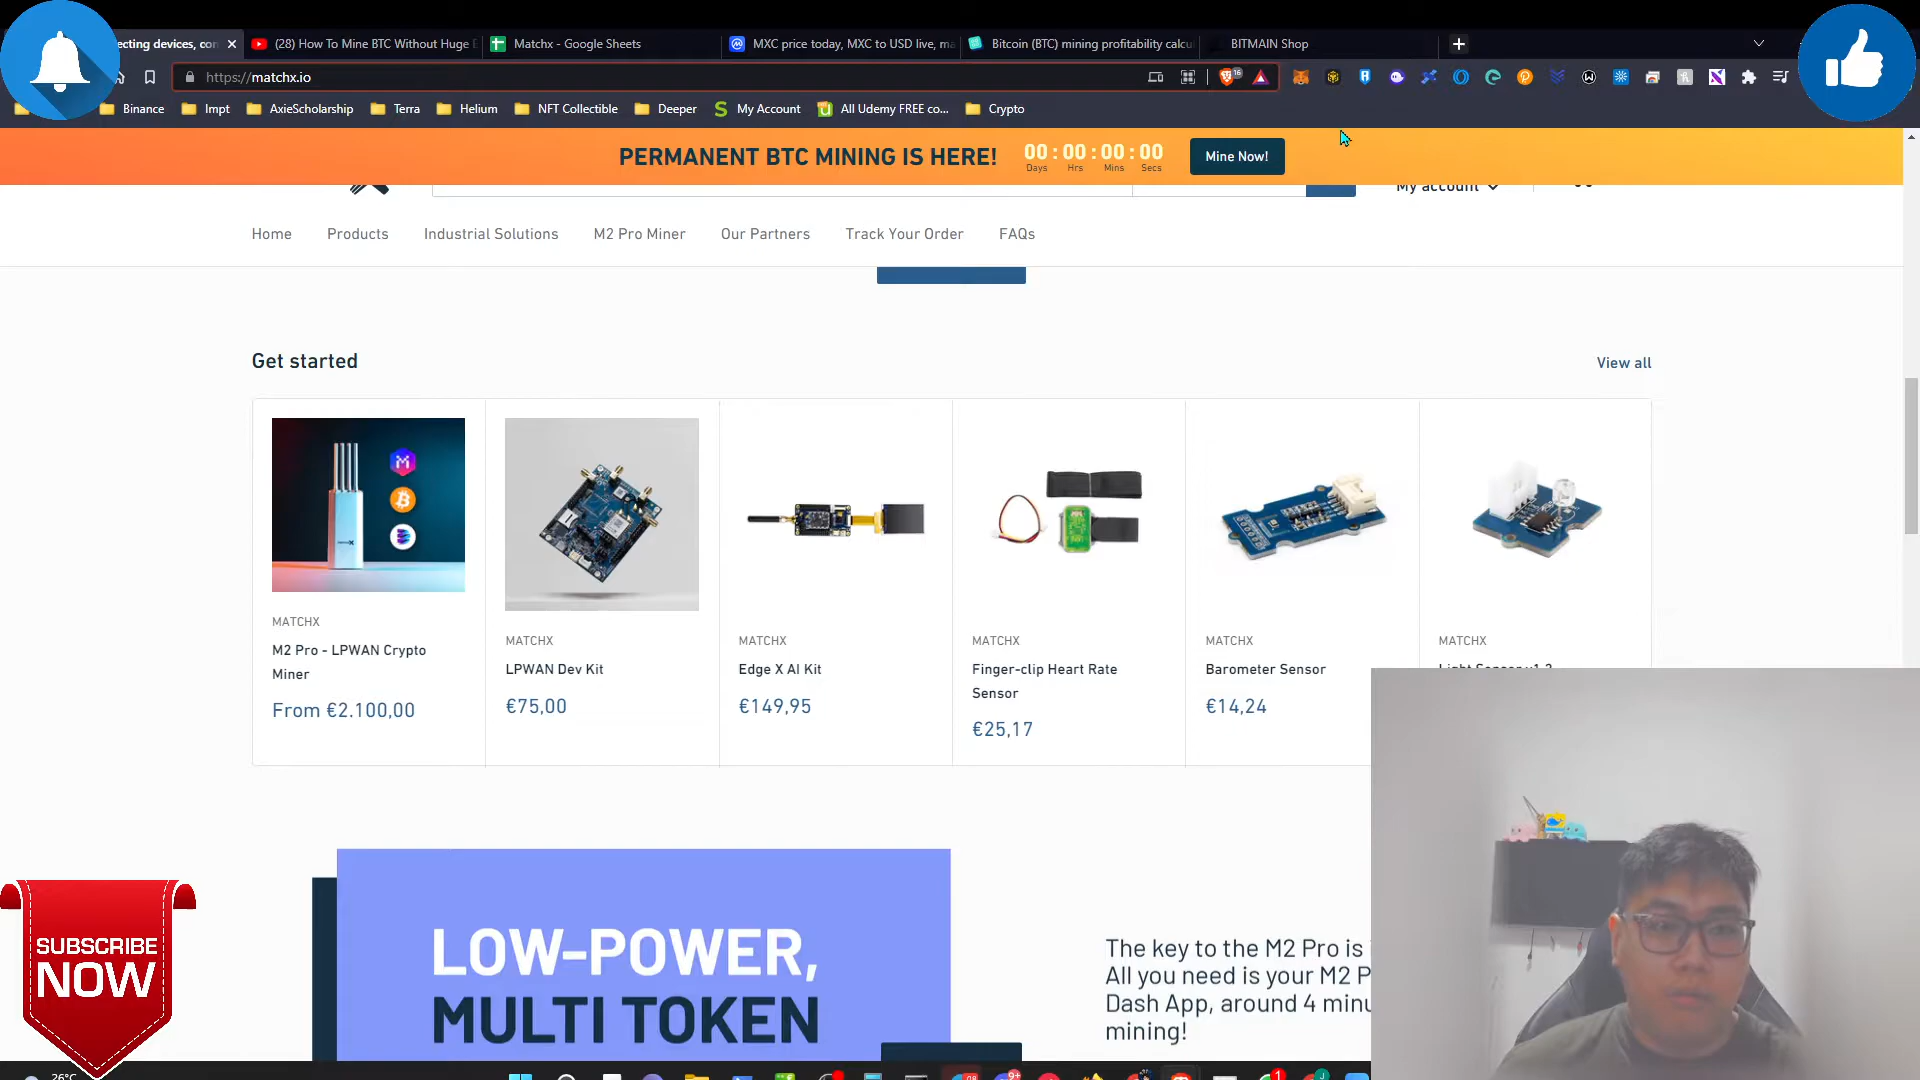 ecting devices, con
(28) How To Mine BTC Without Huge E
Matchx - Google Sheets
MXC price today, MXC to USD live, ma
Bitcoin (BTC) mining profitability calcu
BITMAIN Shop
https://matchx.io
16
Binance
Impt
AxieScholarship
Terra
Helium
NFT Collectible
Deeper
My Account
All Udemy FREE co...
Crypto
PERMANENT BTC MINING IS HERE!
00 : 00 : 00 : 00
Days Hrs Mins Secs
Mine Now!
My account
Home
Products
Industrial Solutions
M2 Pro Miner
Our Partners
Track Your Order
FAQs
Get started
View all
MATCHX
M2 Pro - LPWAN Crypto
Miner
From €2.100,00
MATCHX
LPWAN Dev Kit
€75,00
MATCHX
Edge X AI Kit
€149,95
MATCHX
Finger-clip Heart Rate
Sensor
€25,17
MATCHX
Barometer Sensor
€14,24
MATCHX
Light Sensor v1.2
LOW-POWER,
MULTI TOKEN
The key to the M2 Pro is
All you need is your M2 P
Dash App, around 4 minu
mining!
SUBSCRIBE
NOW
26°C